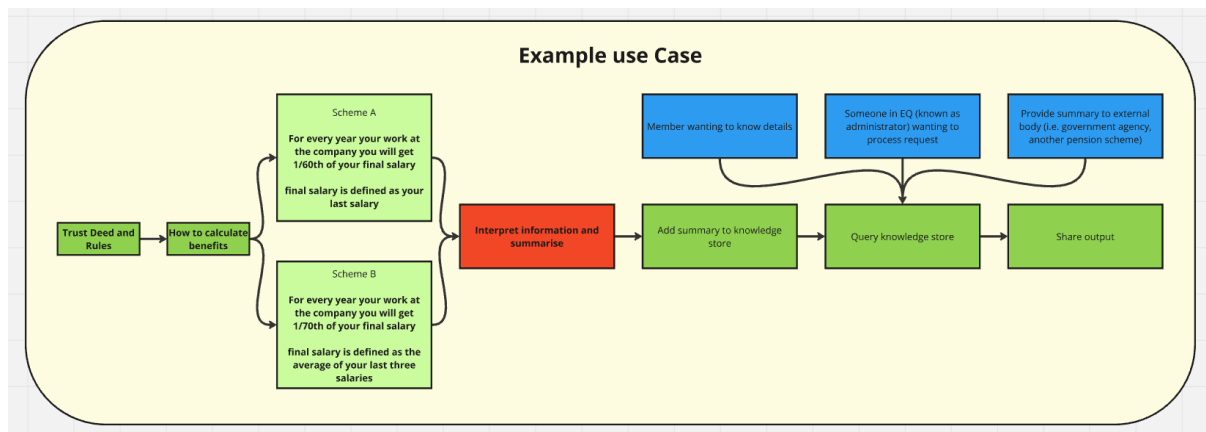 Example use Case
Trust Deed and
Rules
How to calculate
benefits
Scheme A
For every year your work at
the company you will get
1/60th of your final salary
final salary is defined as your
last salary
Scheme B
For every year your work at
the company you will get
1/70th of your final salary
final salary is defined as the
average of your last three
salaries
Interpret information and
summarise
Member wanting to know details
Someone in EQ (known as
administrator) wanting to
process request
Provide summary to external
body (i.e. government agency,
another pension scheme)
Add summary to knowledge
store
Query knowledge store
Share output